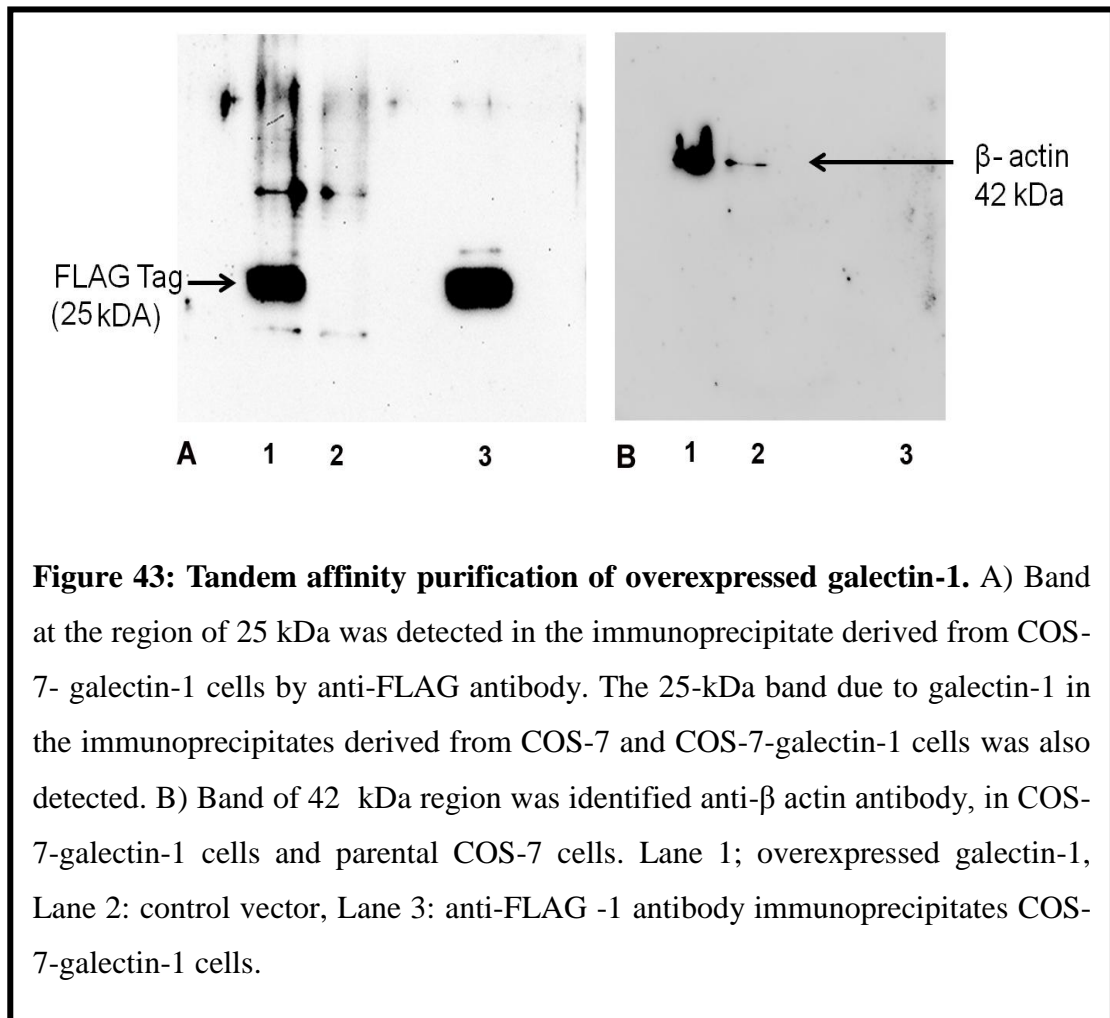 FLAG Tag
(25 kDA)
β- actin
42 kDa
A 1 2 3 B 1 2 3
Figure 43: Tandem affinity purification of overexpressed galectin-1. A) Band
at the region of 25 kDa was detected in the immunoprecipitate derived from COS-
7- galectin-1 cells by anti-FLAG antibody. The 25-kDa band due to galectin-1 in
the immunoprecipitates derived from COS-7 and COS-7-galectin-1 cells was also
detected. B) Band of 42 kDa region was identified anti-β actin antibody, in COS-
7-galectin-1 cells and parental COS-7 cells. Lane 1; overexpressed galectin-1,
Lane 2: control vector, Lane 3: anti-FLAG -1 antibody immunoprecipitates COS-
7-galectin-1 cells.